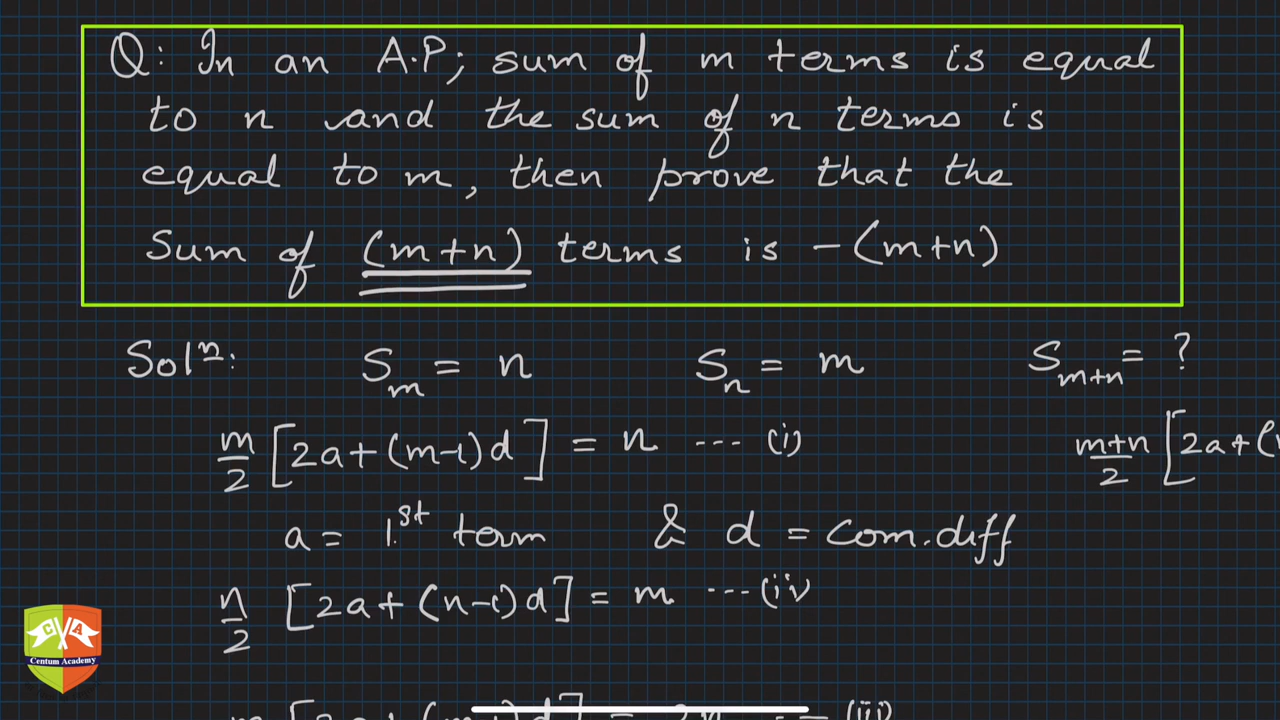 Q: In an A.P; sum of m terms is equal
to n and the sum of n terms is
equal to m, then prove that the
Sum of (m+n) terms is -(m+n)
Solⁿ: Sₘ = n Sₙ = m Sₘ₊ₙ = ?
m/2 [2a+(m-1)d] = n --- (i) m+n/2 [2a+(
a = 1st term & d = com.diff
n/2 [2a+(n-1)d] = m --- (ii)
C A
Centum Academy
(iii)